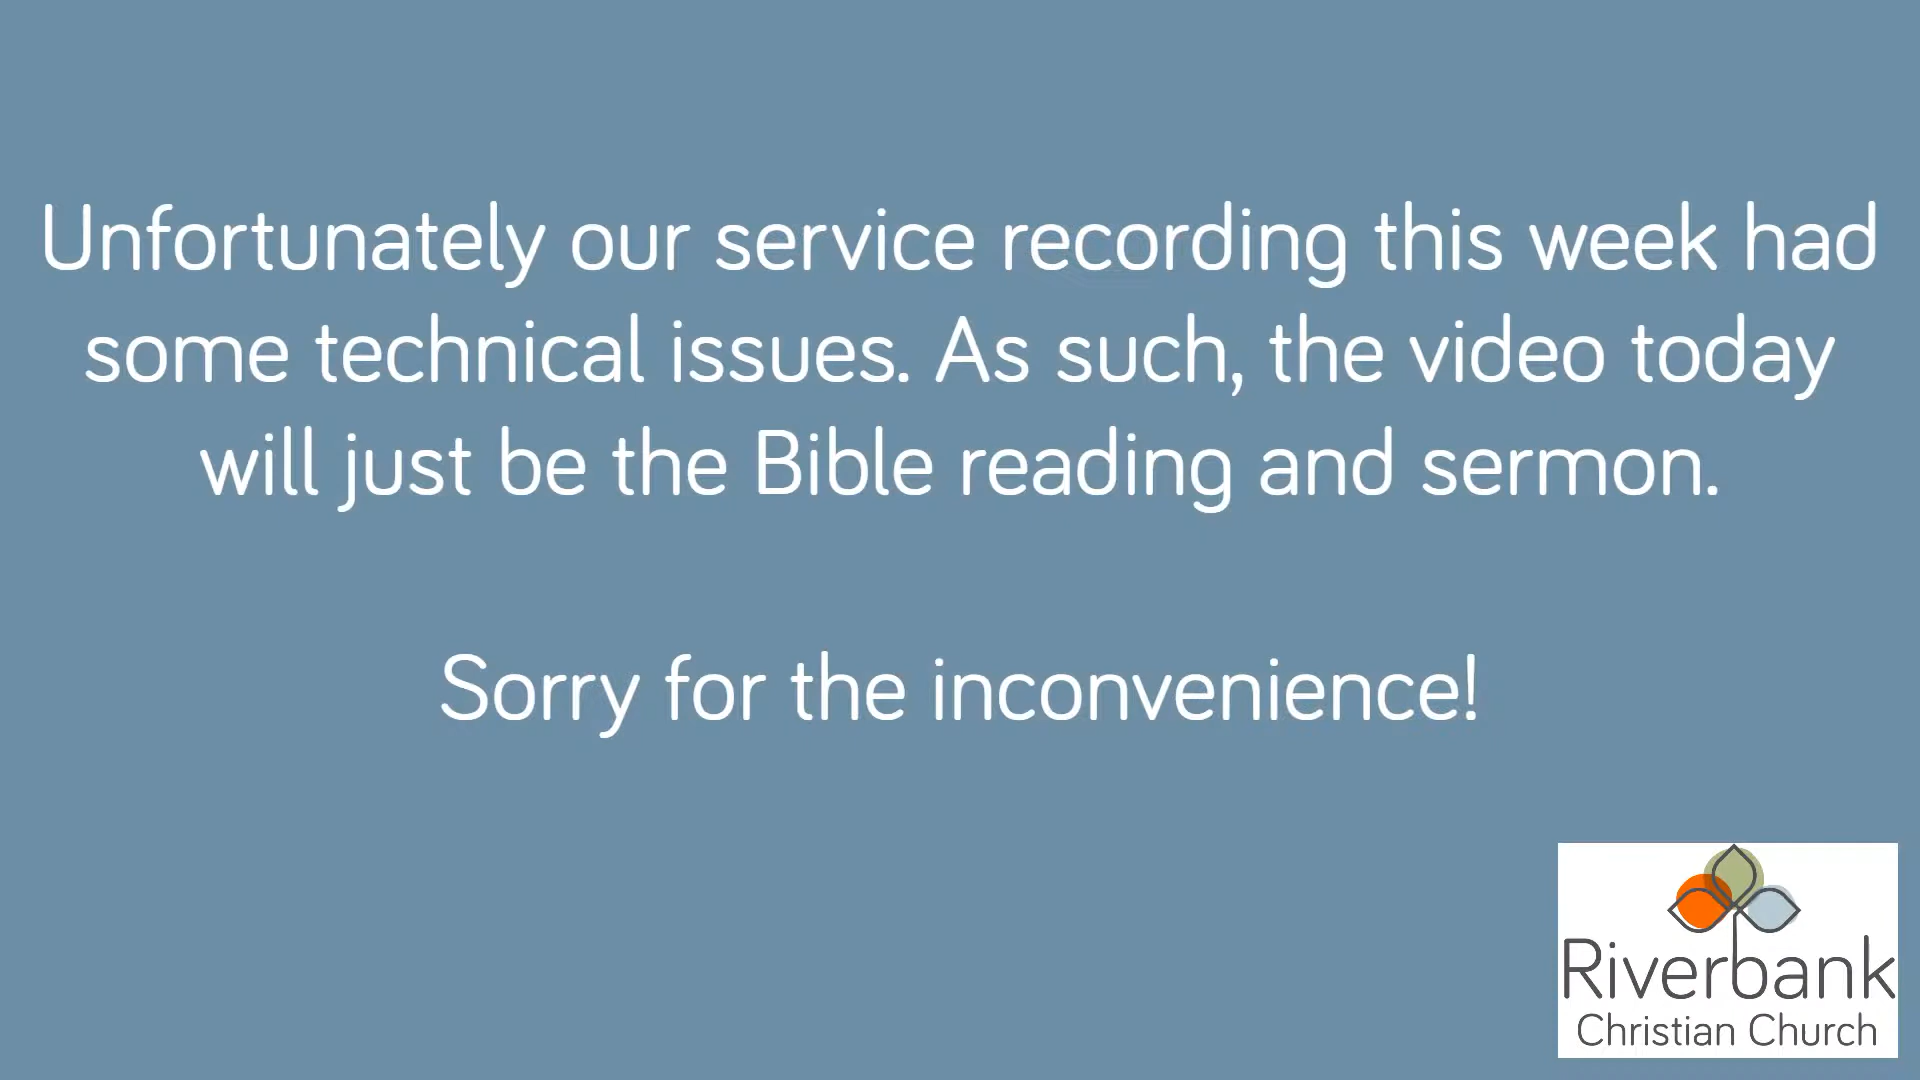 Unfortunately our service recording this week had
some technical issues. As such, the video today
will just be the Bible reading and sermon.
Sorry for the inconvenience!
Riverbank
Christian Church